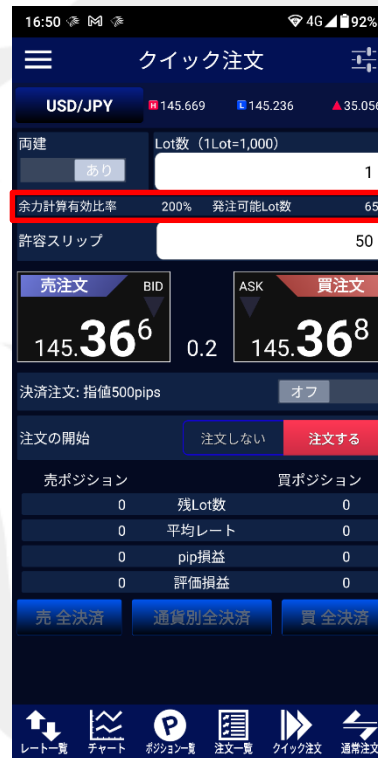 16:50 4G 92%
クイック注文
USD/JPY H 145.669 L 145.236 ▲35.056
両建 Lot数（1Lot=1,000）
あり 1
余力計算有効比率 200% 発注可能Lot数 65
許容スリップ 50
売注文 BID ASK 買注文
145.366 0.2 145.368
決済注文: 指値500pips オフ
注文の開始 注文しない 注文する
売ポジション 買ポジション
0 残Lot数 0
0 平均レート 0
0 pip損益 0
0 評価損益 0
売 全決済 通貨別全決済 買 全決済
レート一覧 チャート ポジション一覧 注文一覧 クイック注文 通常注文